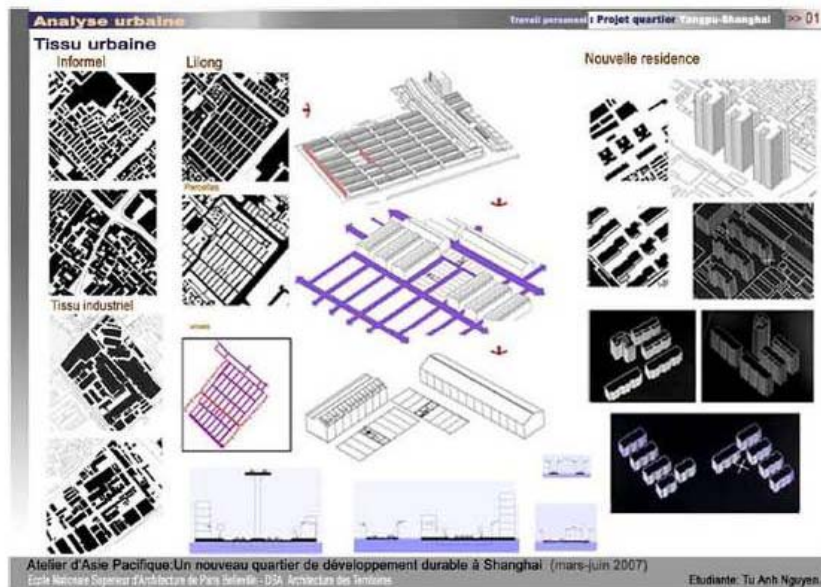 Analyse urbaine
Travail personnel : Projet quartier Yangpu-Shanghai >> 01
Tissu urbaine
Informel
Lilong
Nouvelle residence
Parcelles
Tissu industriel
Atelier d'Asie Pacifique:Un nouveau quartier de développement durable à Shanghai (mars-juin 2007)
Ecole Nationale Superieur d'Architecture de Paris Belleville - DSA Architecture des Territoires
Etudiante: Tu Anh Nguyen